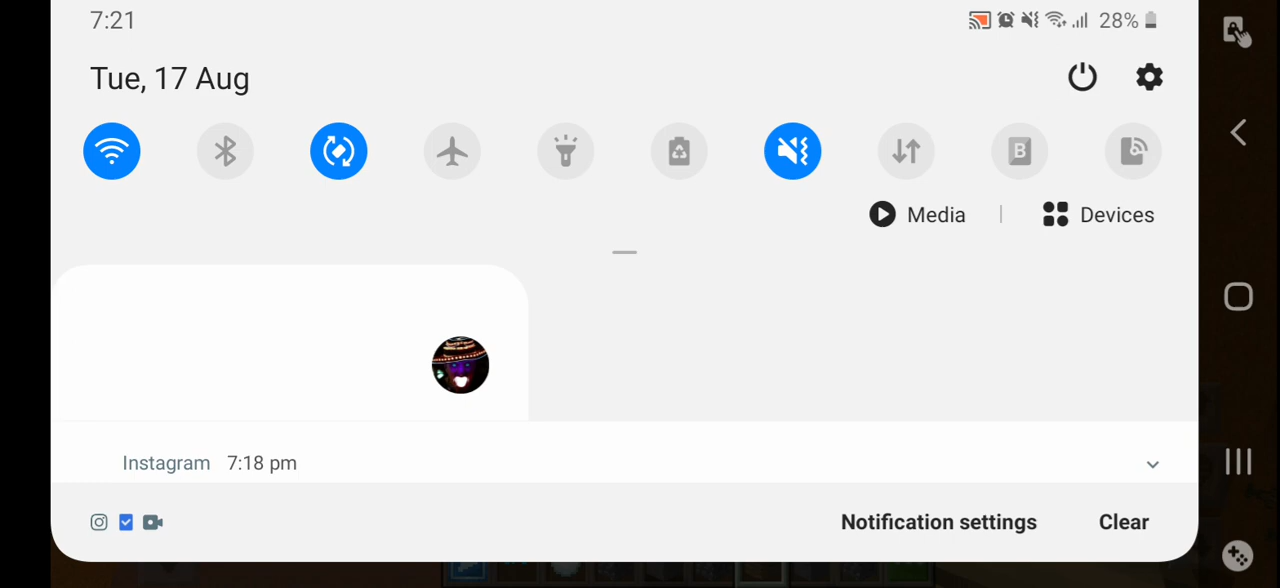 7:21 28%
Tue, 17 Aug
B
Media | Devices
Instagram 7:18 pm
Notification settings Clear